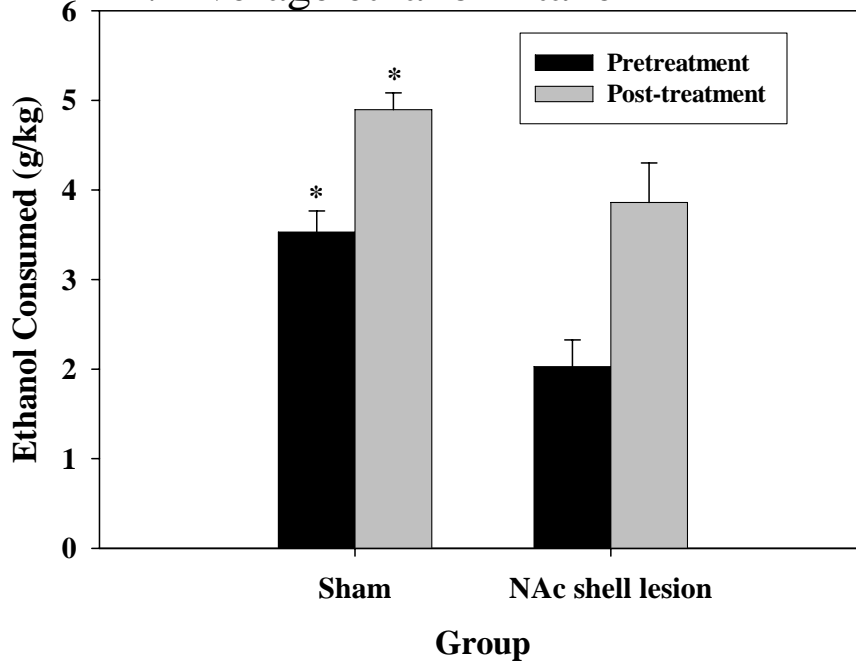 6
5
4
3
2
1
0
Ethanol Consumed (g/kg)
Pretreatment
Post-treatment
*
*
Sham
NAc shell lesion
Group